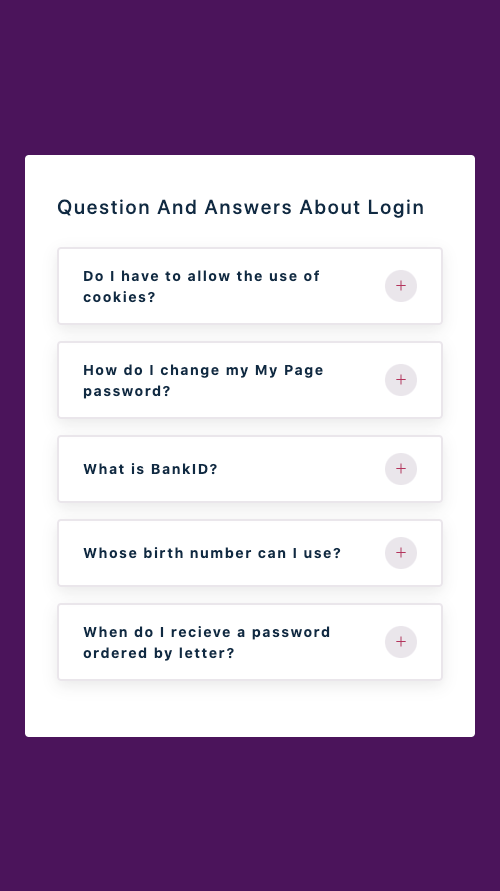 Question And Answers About Login
Do I have to allow the use of
cookies?
+
How do I change my My Page
password?
+
What is BankID?
+
Whose birth number can I use?
+
When do I recieve a password
ordered by letter?
+